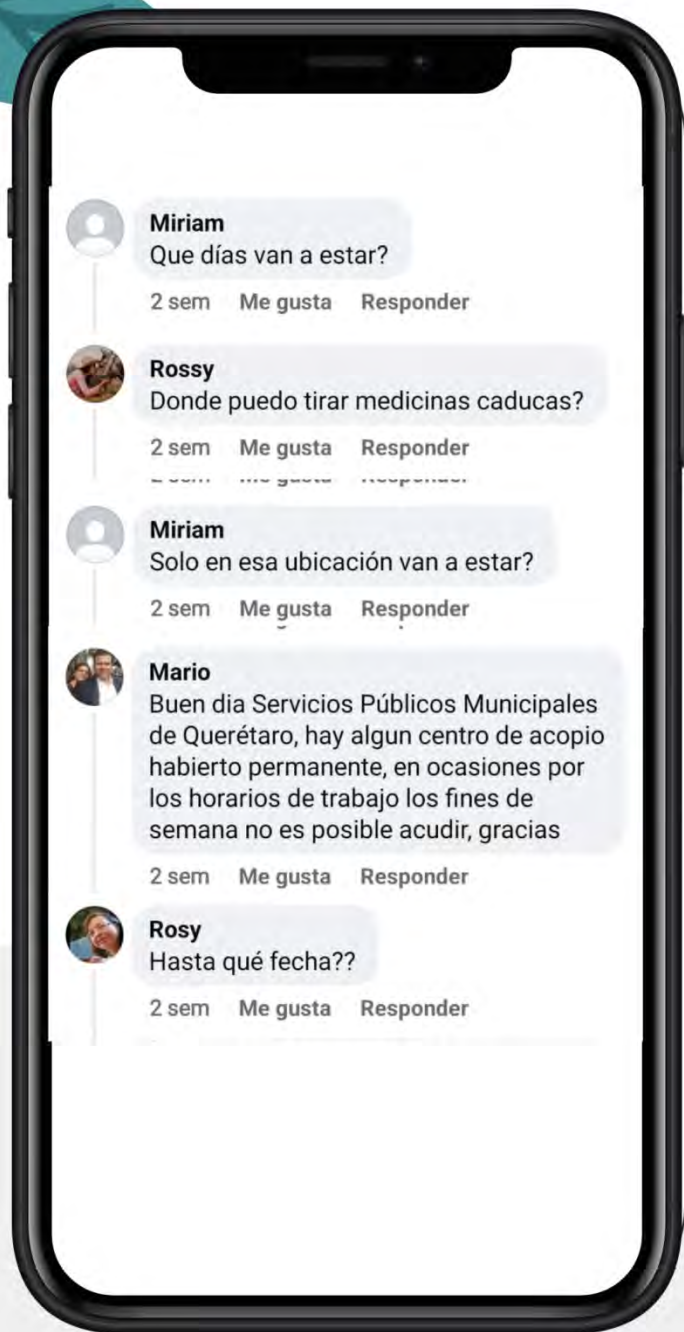 Miriam
Que días van a estar?
2 sem Me gusta Responder
Rossy
Donde puedo tirar medicinas caducas?
2 sem Me gusta Responder
Miriam
Solo en esa ubicación van a estar?
2 sem Me gusta Responder
Mario
Buen dia Servicios Públicos Municipales
de Querétaro, hay algun centro de acopio
habierto permanente, en ocasiones por
los horarios de trabajo los fines de
semana no es posible acudir, gracias
2 sem Me gusta Responder
Rosy
Hasta qué fecha??
2 sem Me gusta Responder